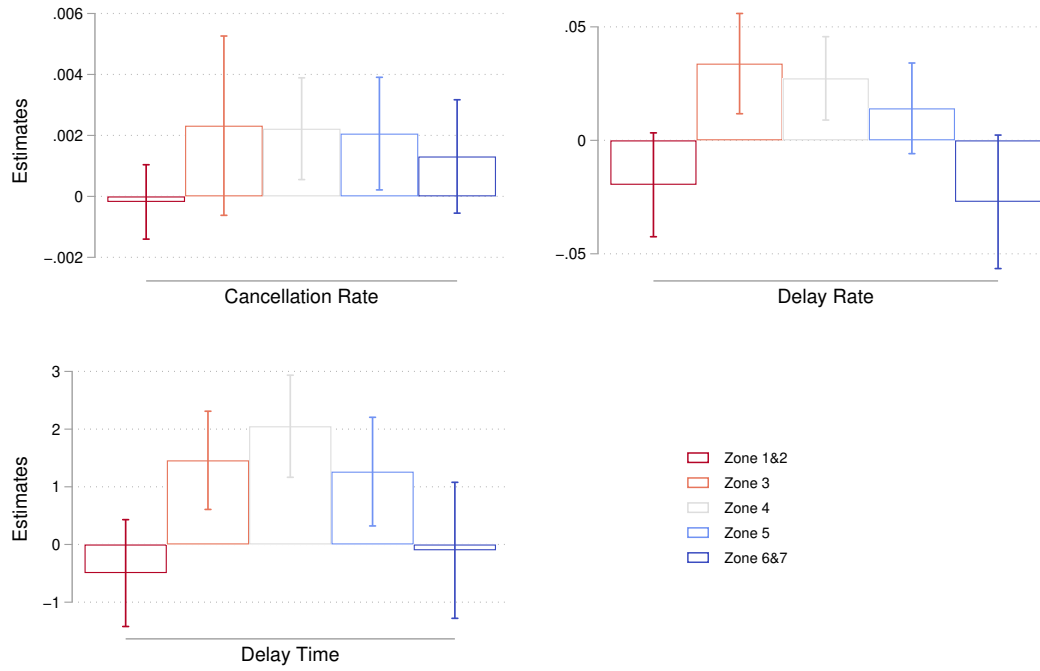 .006
.004
.002
0
−.002
Estimates
Cancellation Rate
.05
0
−.05
Delay Rate
3
2
1
0
−1
Estimates
Delay Time
Zone 1&2
Zone 3
Zone 4
Zone 5
Zone 6&7